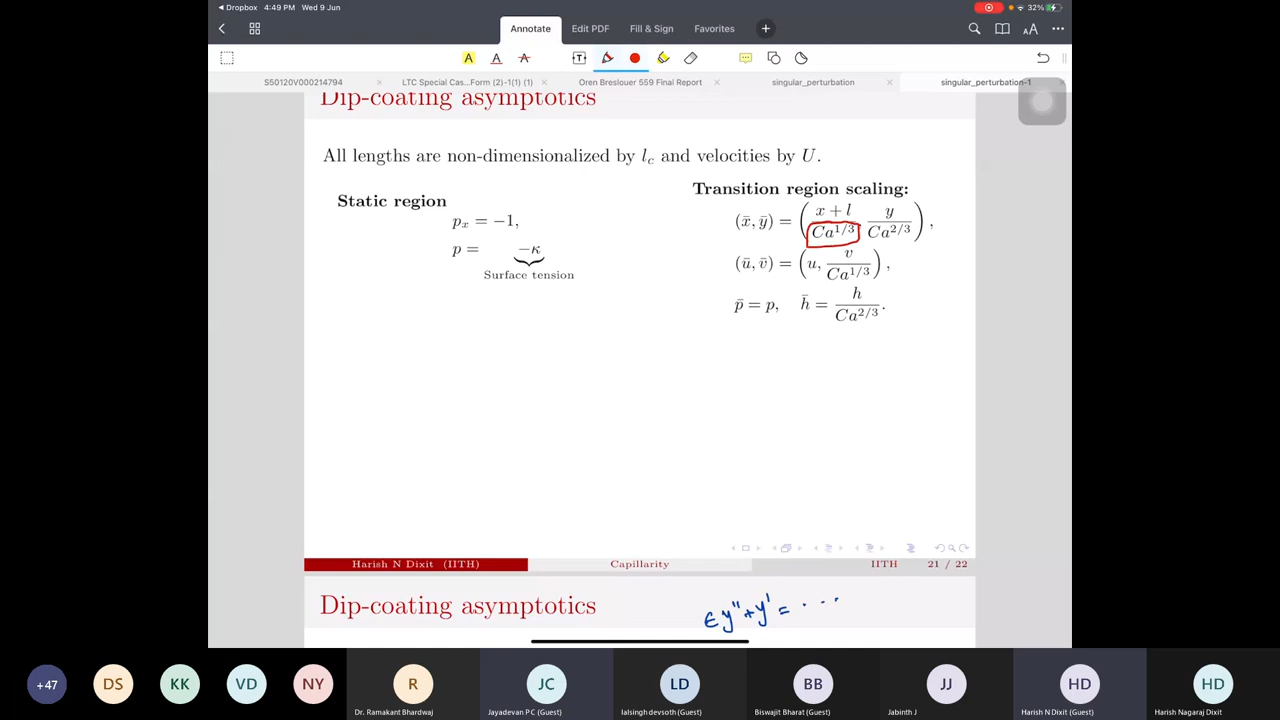 Dropbox 4:49 PM Wed 9 Jun 32%
Annotate Edit PDF Fill & Sign Favorites
S50120V000214794 LTC Special Cas...Form (2)-1(1) (1) Oren Breslouer 559 Final Report singular_perturbation singular_perturbation-1
Dip-coating asymptotics
All lengths are non-dimensionalized by l_c and velocities by U.
Static region
p_x = −1,
p = −κ
Surface tension
Transition region scaling:
(x̄, ȳ) = ( (x + l)/Ca^{1/3}, y/Ca^{2/3} ),
(ū, v̄) = ( u, v/Ca^{1/3} ),
p̄ = p, h̄ = h/Ca^{2/3}.
Harish N Dixit (IITH) Capillarity IITH 21 / 22
Dip-coating asymptotics
ϵy'' + y' = · · ·
+47 DS KK VD NY R JC LD BB JJ HD HD
Dr. Ramakant Bhardwaj Jayadevan P C (Guest) lalsingh devsoth (Guest) Biswajit Bharat (Guest) Jabinth J Harish N Dixit (Guest) Harish Nagaraj Dixit